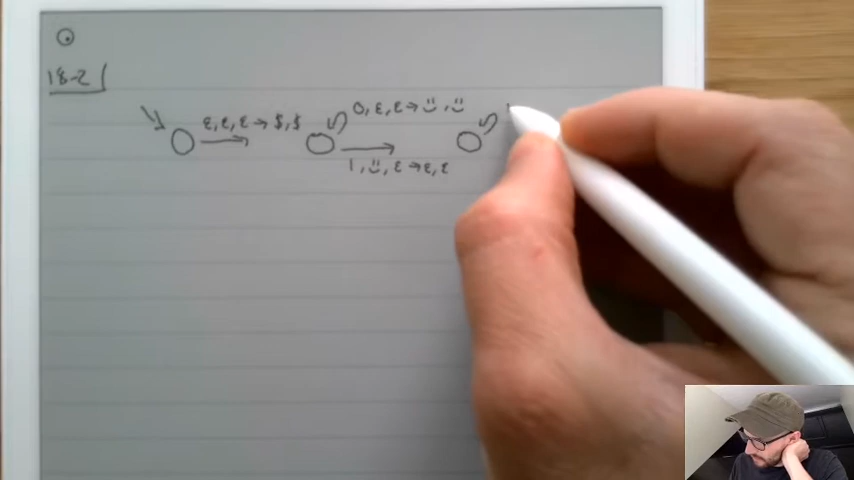 18-2
ε, ε, ε → $, $
0, ε, ε → :), :)
1, :), ε → ε, ε